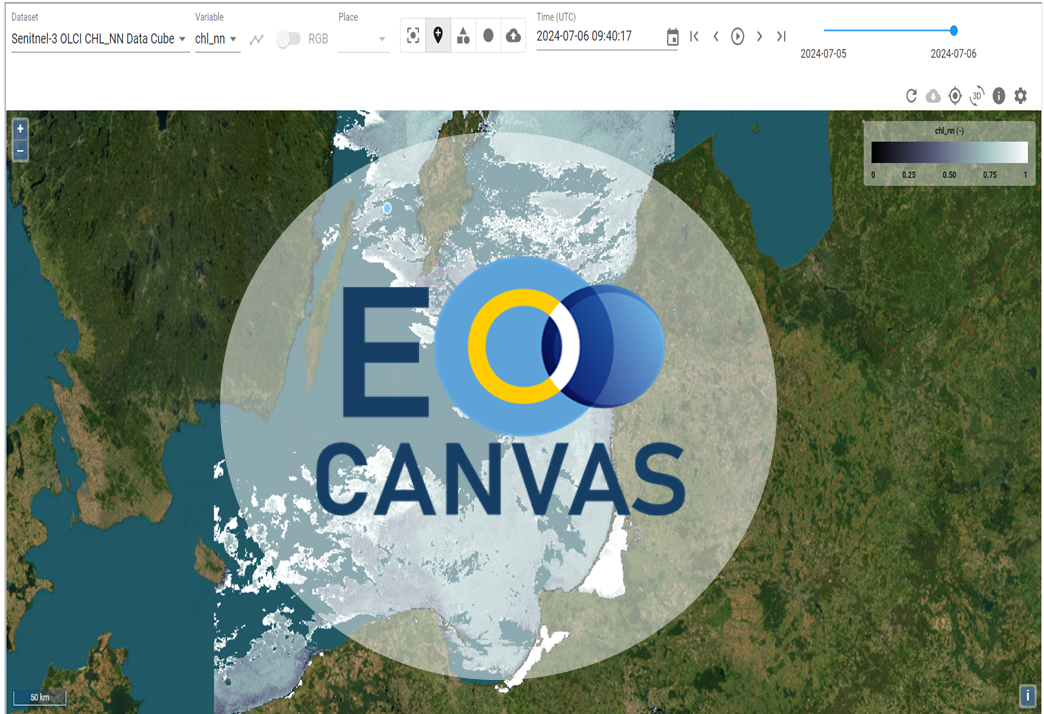 Dataset
Senitnel-3 OLCI CHL_NN Data Cube
Variable
chl_nn
RGB
Place
Time (UTC)
2024-07-06 09:40:17
2024-07-05
2024-07-06
3D
i
+
−
chl_nn (-)
0 0.25 0.50 0.75 1
EO
CANVAS
50 km
i